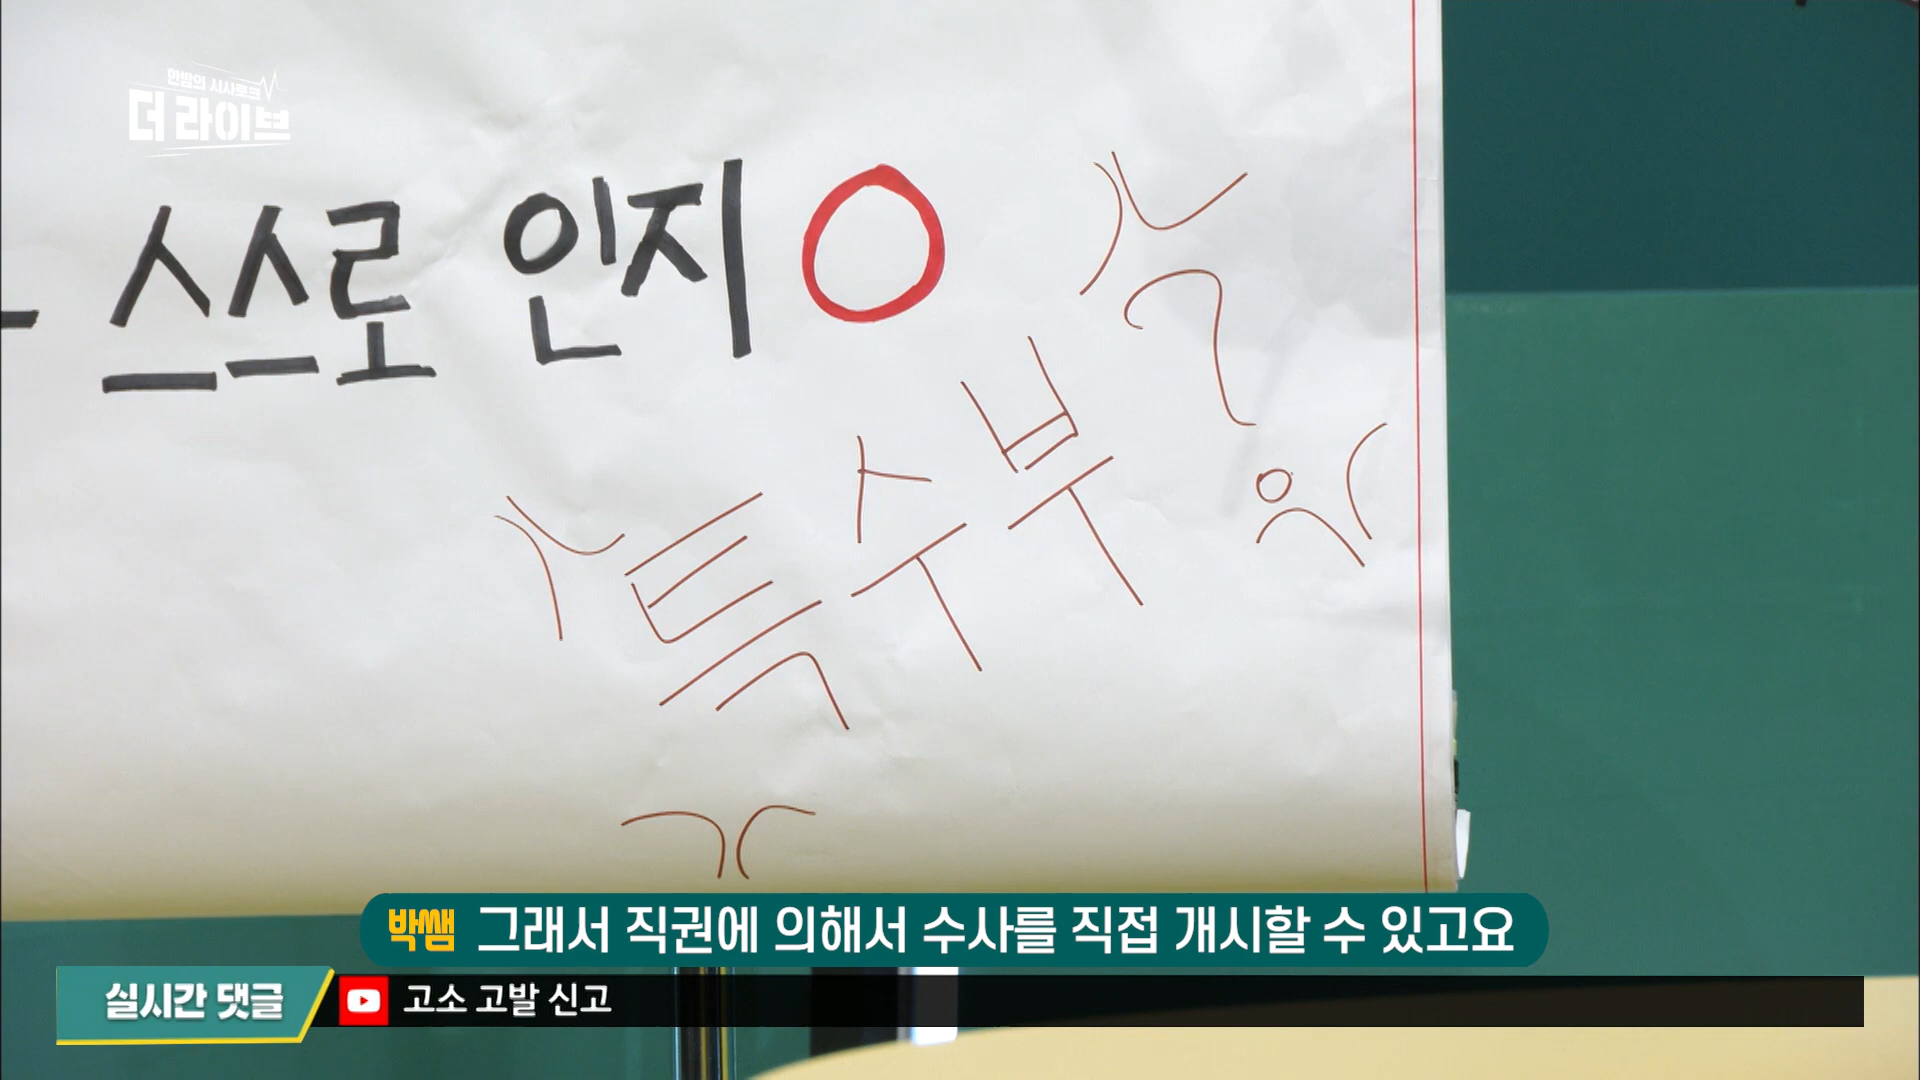 한밤의 시사토크
더 라이브
스스로 인지
특수부
박쌤 그래서 직권에 의해서 수사를 직접 개시할 수 있고요
실시간 댓글
고소 고발 신고